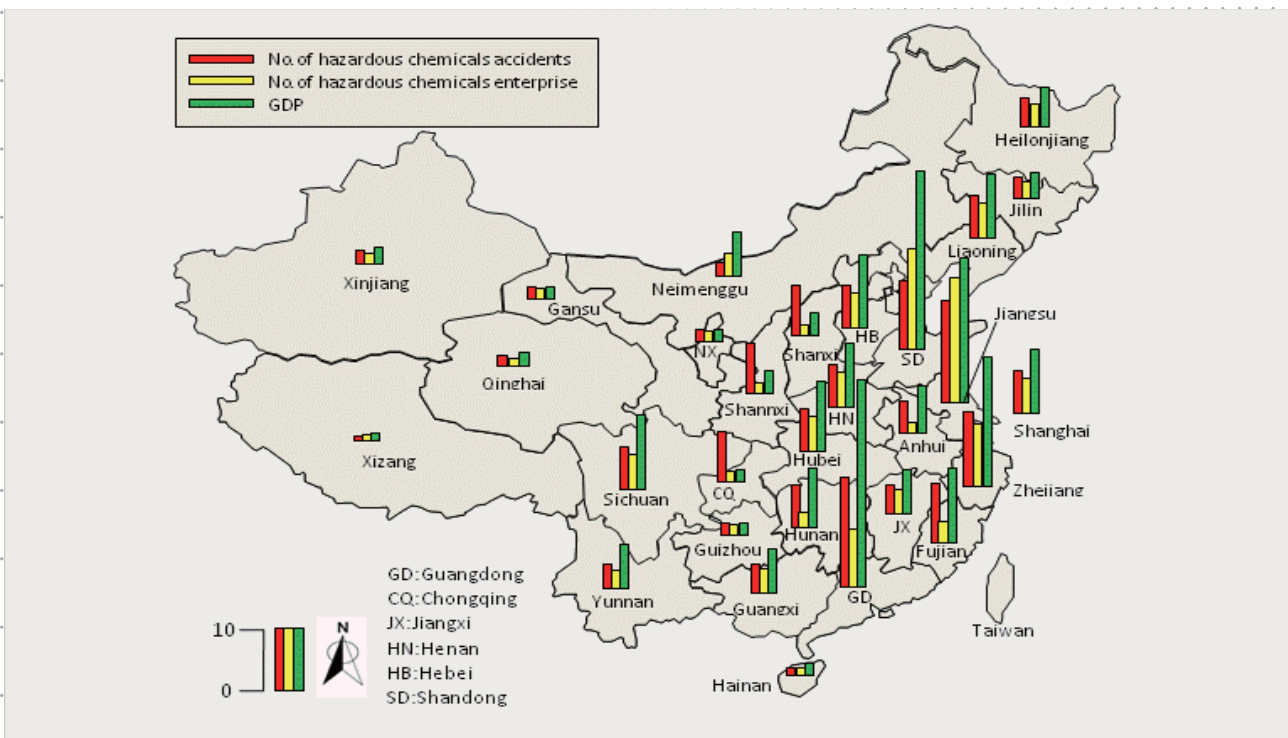 No. of hazardous chemicals accidents
No. of hazardous chemicals enterprise
GDP
Heilonjiang
Jilin
Liaoning
Xinjiang
Neimenggu
Gansu
Jiangsu
NX
Shanxi
HB
SD
Qinghai
Shannxi
HN
Anhui
Shanghai
Xizang
Hubei
Sichuan
CQ
Zhejiang
Hunan
JX
Fujian
Guizhou
GD:Guangdong
CQ:Chongqing
JX:Jiangxi
HN:Henan
HB:Hebei
SD:Shandong
Yunnan
Guangxi
GD
Taiwan
10
0
N
Hainan